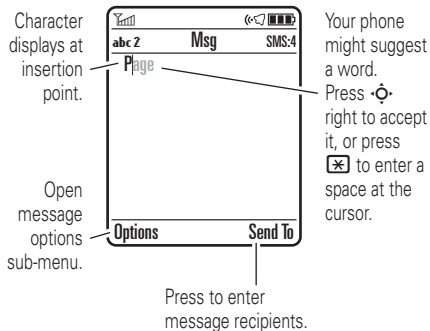 Character
displays at
insertion
point.
abc 2 Msg SMS:4
Page
Your phone
might suggest
a word.
Press
right to accept
it, or press
* to enter a
space at the
cursor.
Open
message
options
sub-menu.
Options Send To
Press to enter
message recipients.